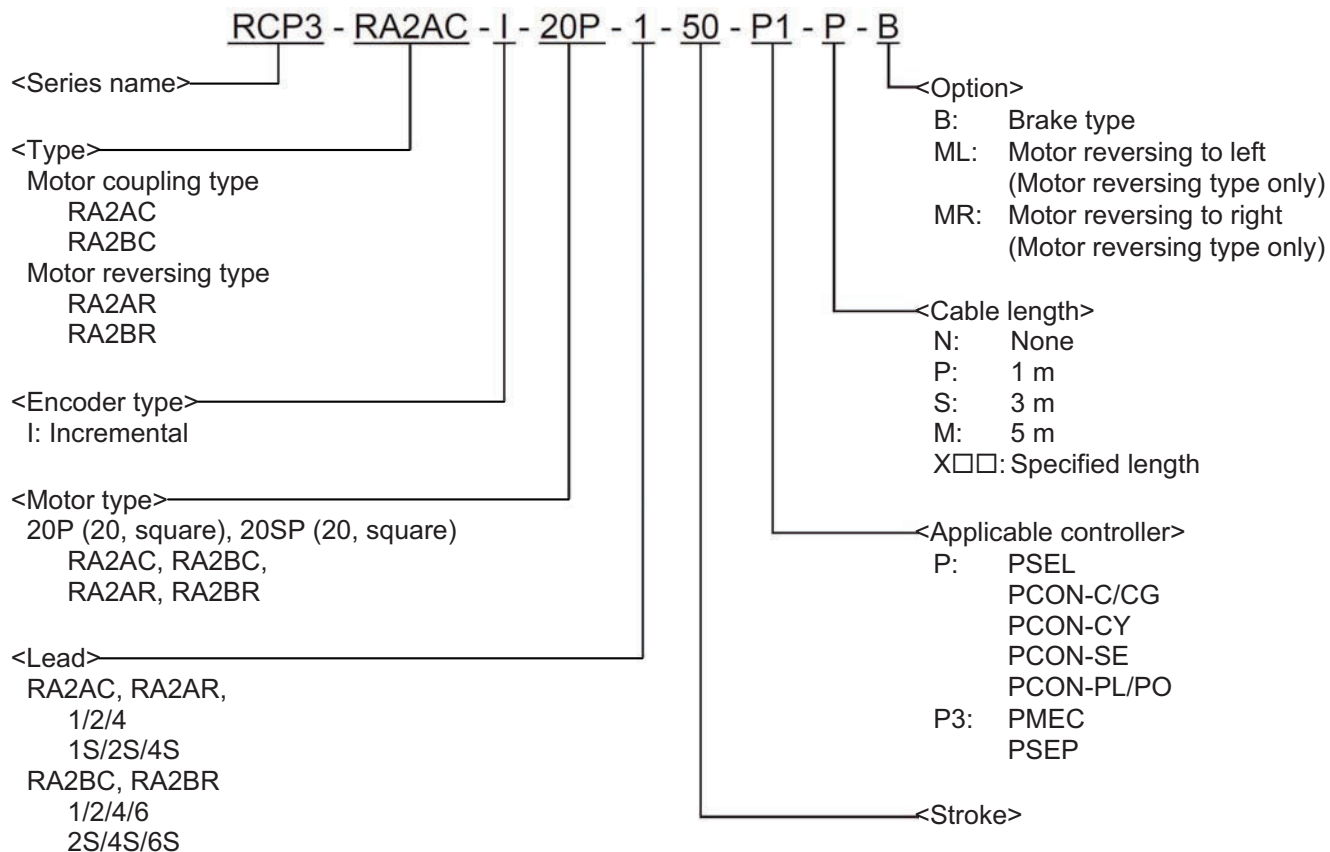 RCP3 - RA2AC - I - 20P - 1 - 50 - P1 - P - B
<Series name>
<Type>
Motor coupling type
RA2AC
RA2BC
Motor reversing type
RA2AR
RA2BR
<Encoder type>
I: Incremental
<Motor type>
20P (20, square), 20SP (20, square)
RA2AC, RA2BC,
RA2AR, RA2BR
<Lead>
RA2AC, RA2AR,
1/2/4
1S/2S/4S
RA2BC, RA2BR
1/2/4/6
2S/4S/6S
<Option>
B: Brake type
ML: Motor reversing to left
(Motor reversing type only)
MR: Motor reversing to right
(Motor reversing type only)
<Cable length>
N: None
P: 1 m
S: 3 m
M: 5 m
X□□: Specified length
<Applicable controller>
P: PSEL
PCON-C/CG
PCON-CY
PCON-SE
PCON-PL/PO
P3: PMEC
PSEP
<Stroke>